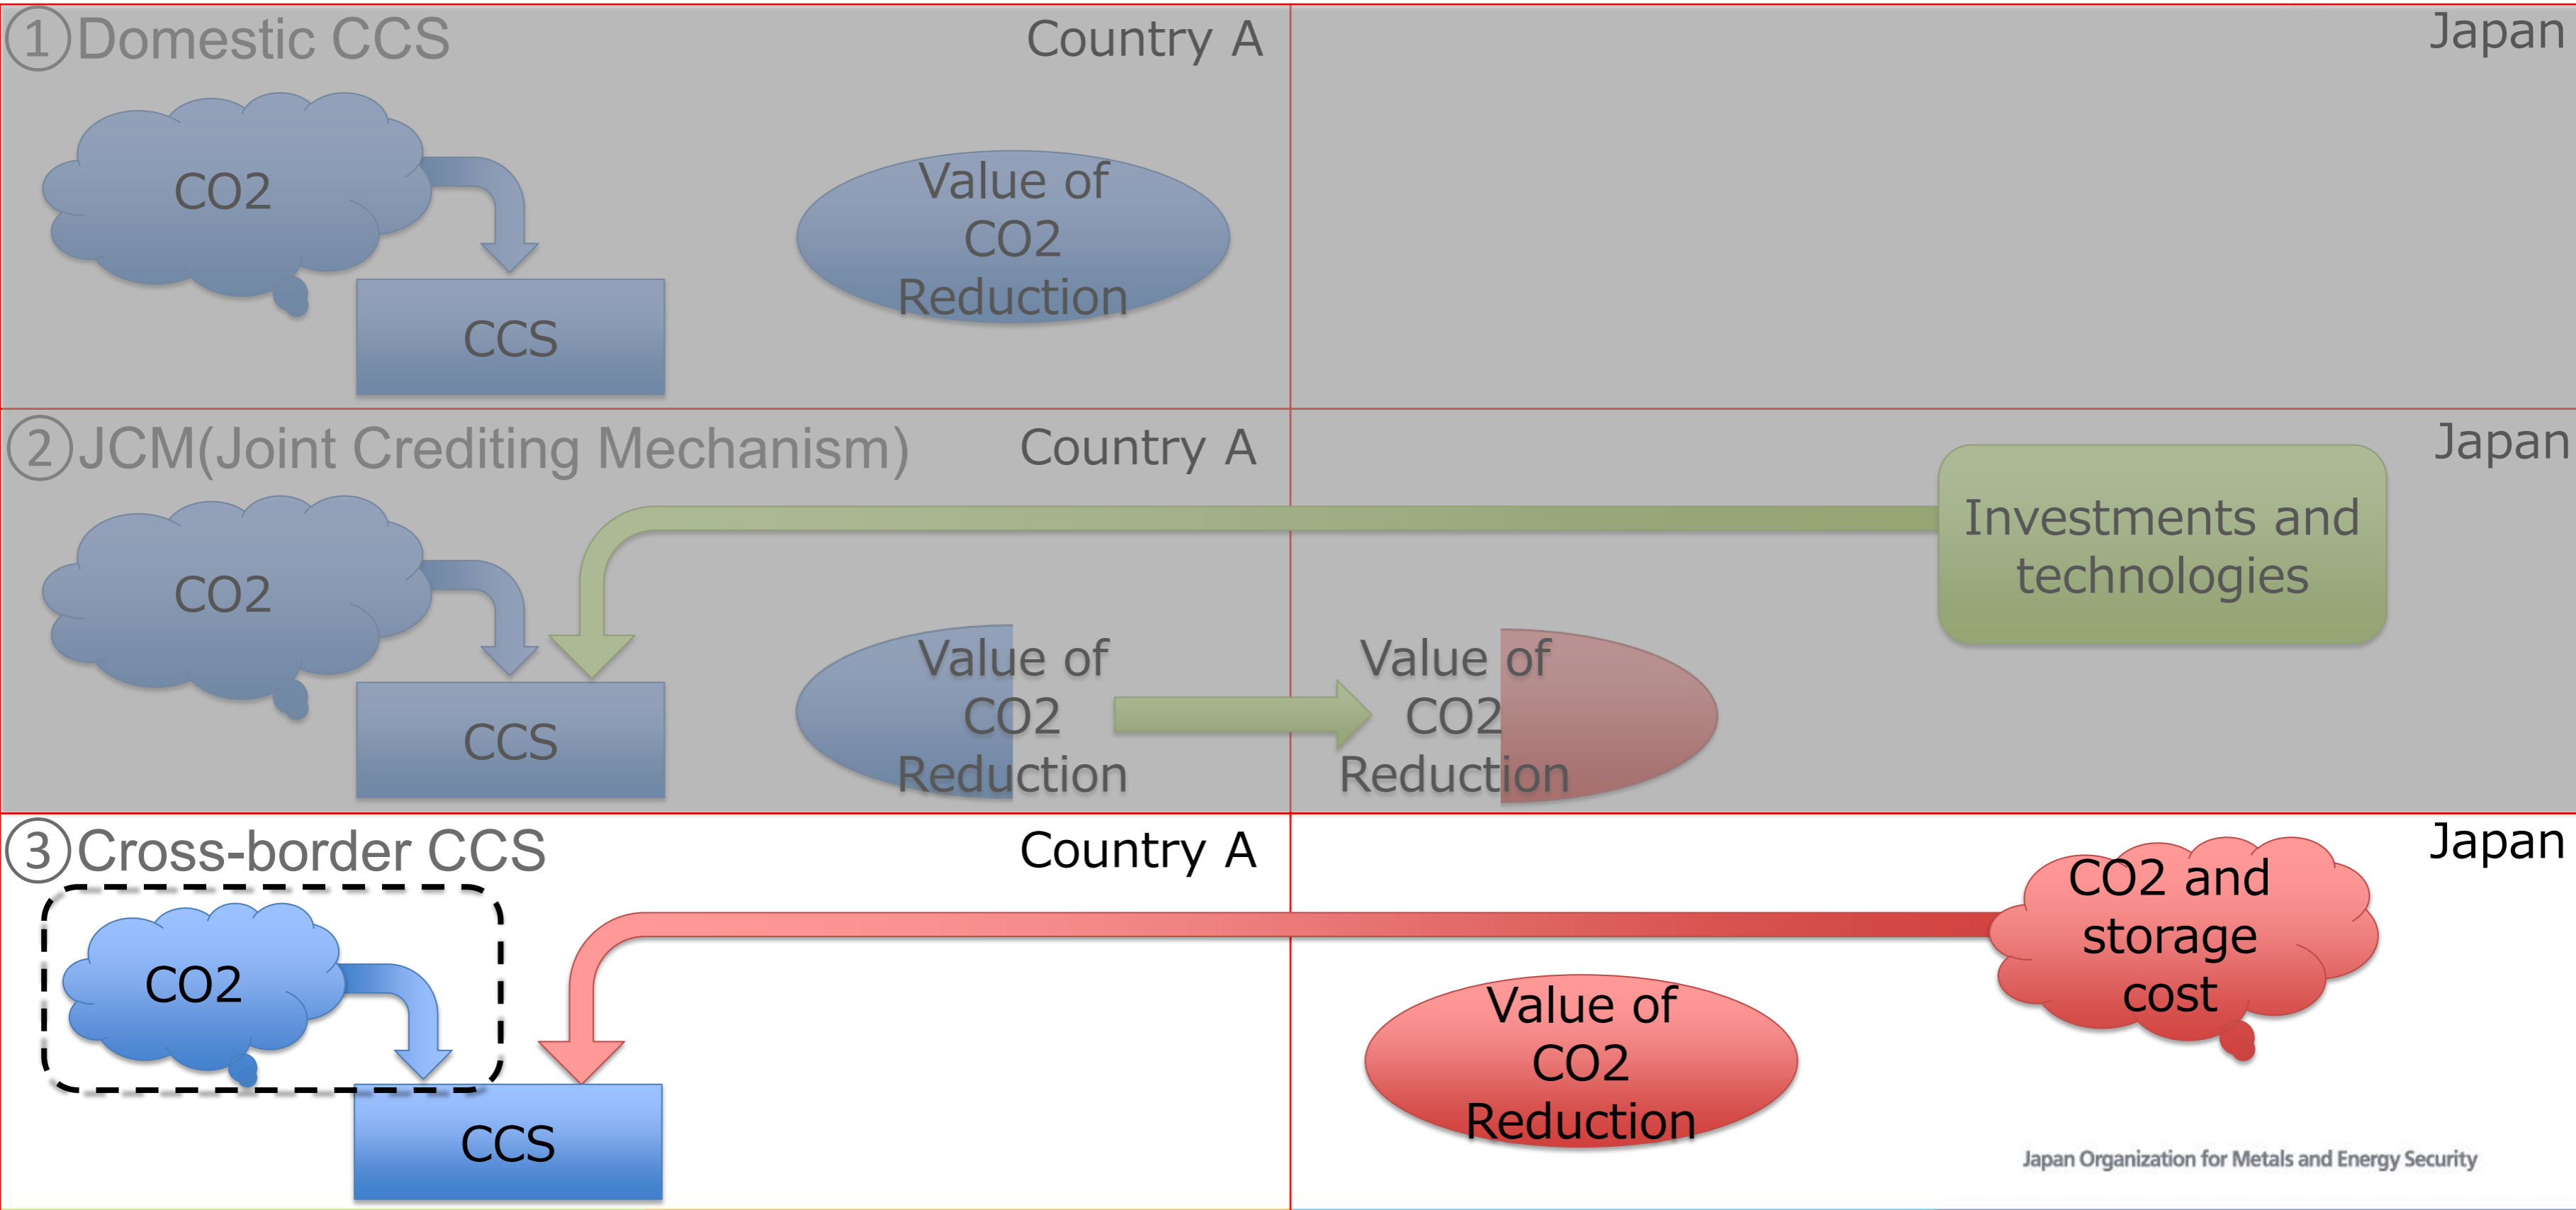 ①Domestic CCS
Country A
Japan
CO2
Value of
CO2
Reduction
CCS
②JCM(Joint Crediting Mechanism)
Country A
Japan
Investments and
technologies
CO2
Value of
CO2
Reduction
Value of
CO2
Reduction
CCS
③Cross-border CCS
Country A
Japan
CO2 and
storage
cost
CO2
Value of
CO2
Reduction
CCS
Japan Organization for Metals and Energy Security